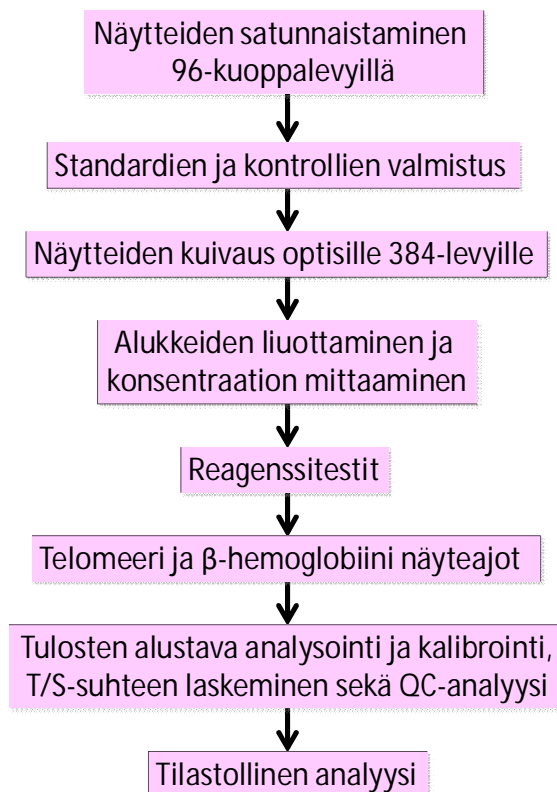 Näytteiden satunnaistaminen
96-kuoppalevyillä
Standardien ja kontrollien valmistus
Näytteiden kuivaus optisille 384-levyille
Alukkeiden liuottaminen ja
konsentraation mittaaminen
Reagenssitestit
Telomeeri ja β-hemoglobiini näyteajot
Tulosten alustava analysointi ja kalibrointi,
T/S-suhteen laskeminen sekä QC-analyysi
Tilastollinen analyysi